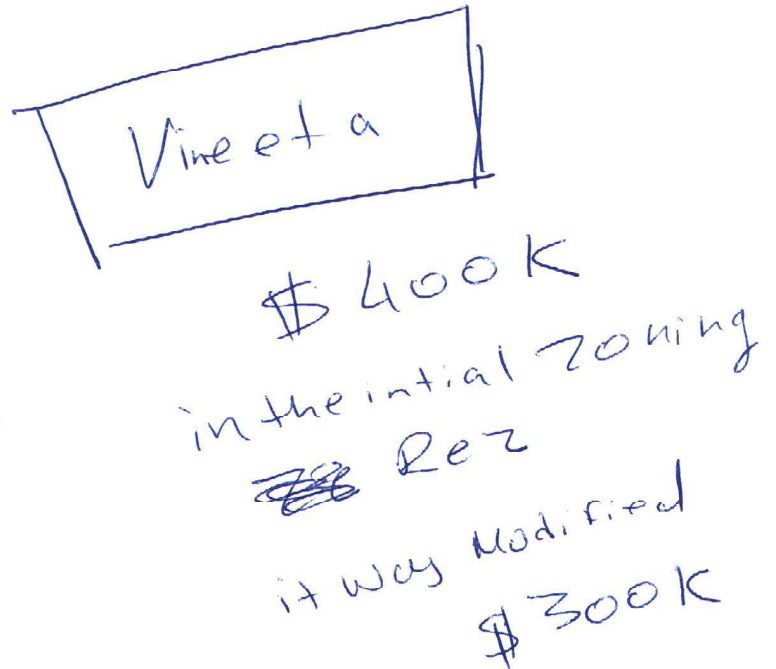 Vineeta
$400K
in the intial zoning
Rez
it was Modified
$300K